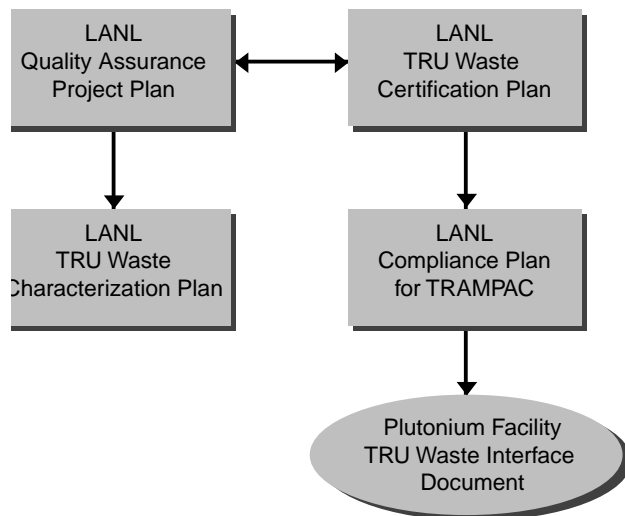 LANL
Quality Assurance
Project Plan
LANL
TRU Waste
Certification Plan
LANL
TRU Waste
Characterization Plan
LANL
Compliance Plan
for TRAMPAC
Plutonium Facility
TRU Waste Interface
Document